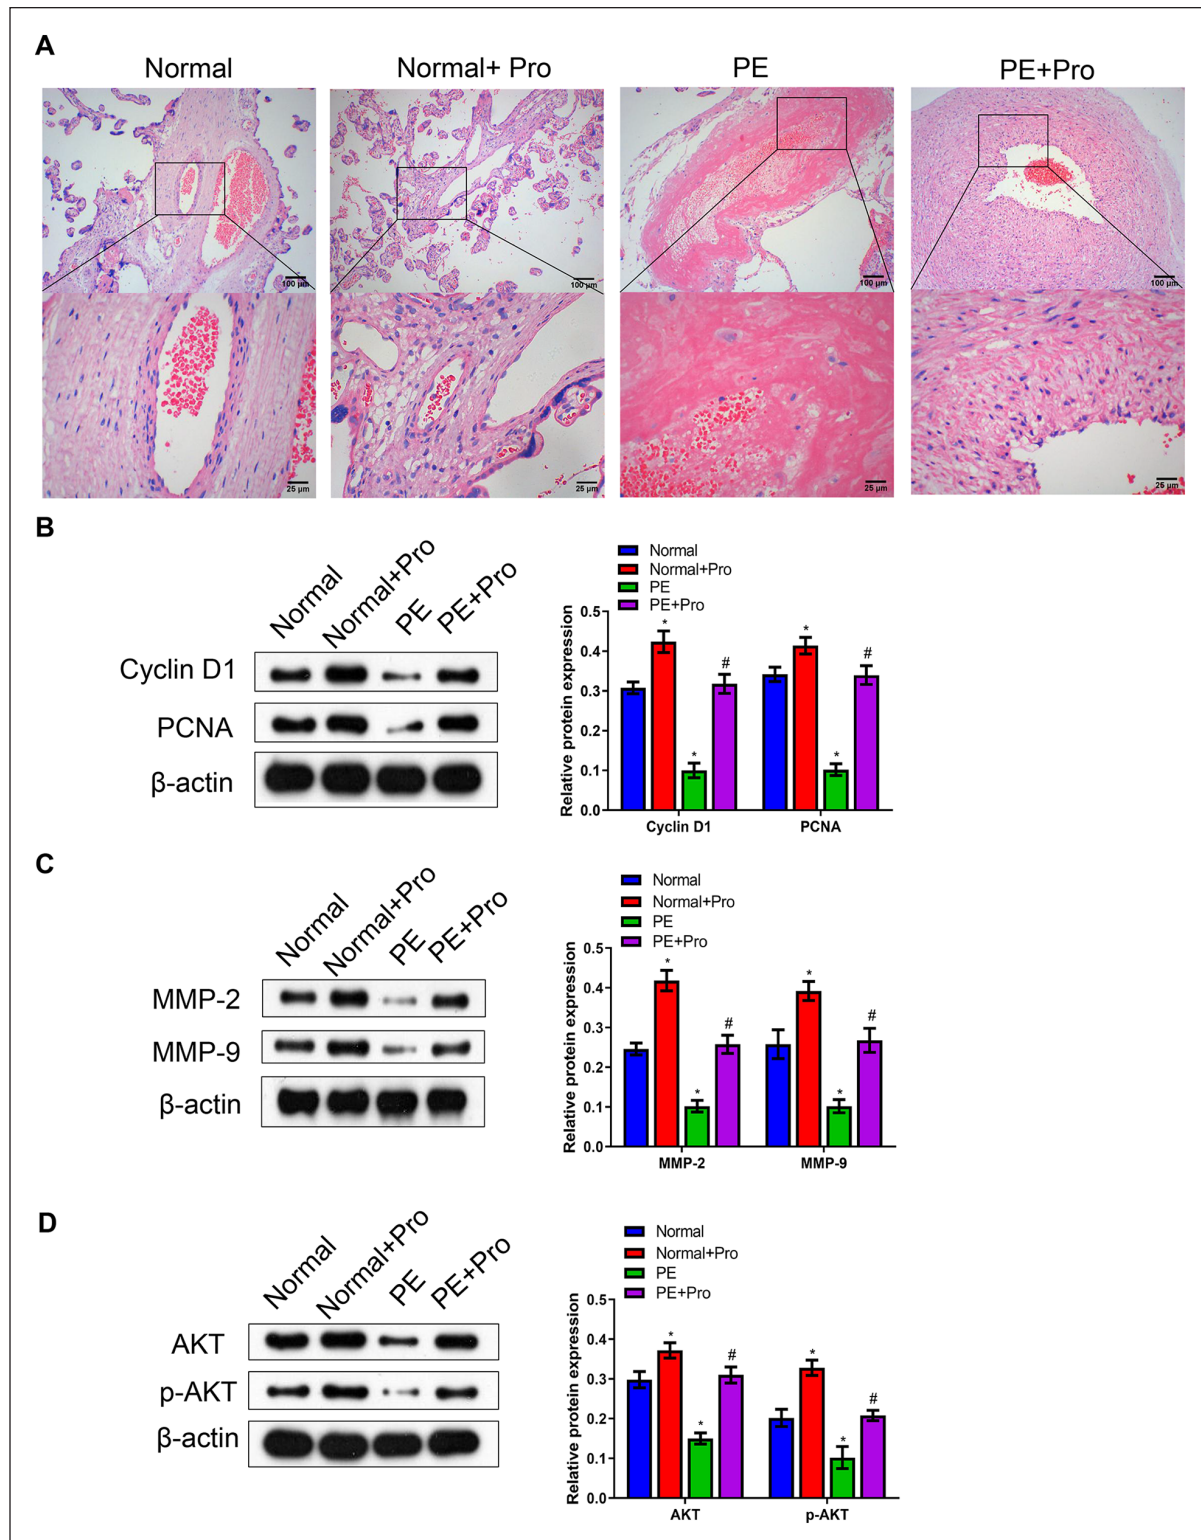 A
Normal
Normal+ Pro
PE
PE+Pro
100 µm
100 µm
100 µm
100 µm
25 µm
25 µm
25 µm
25 µm
B
Normal
Normal+Pro
PE
PE+Pro
Cyclin D1
PCNA
β-actin
Normal
Normal+Pro
PE
PE+Pro
Relative protein expression
0.5
0.4
0.3
0.2
0.1
0.0
*
*
#
*
*
#
Cyclin D1
PCNA
C
Normal
Normal+Pro
PE
PE+Pro
MMP-2
MMP-9
β-actin
Normal
Normal+Pro
PE
PE+Pro
Relative protein expression
0.5
0.4
0.3
0.2
0.1
0.0
*
*
#
*
*
#
MMP-2
MMP-9
D
Normal
Normal+Pro
PE
PE+Pro
AKT
p-AKT
β-actin
Normal
Normal+Pro
PE
PE+Pro
Relative protein expression
0.5
0.4
0.3
0.2
0.1
0.0
*
*
#
*
*
#
AKT
p-AKT